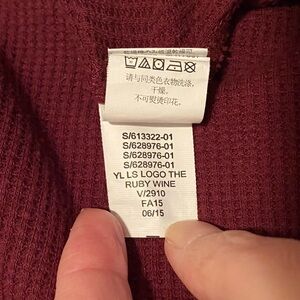 请与同类色衣物洗涤,
干燥。
不可熨烫印花。
S/613322-01
S/628976-01
S/628976-01
S/628976-01
YL LS LOGO THE
RUBY WINE
V/2910
FA15
06/15